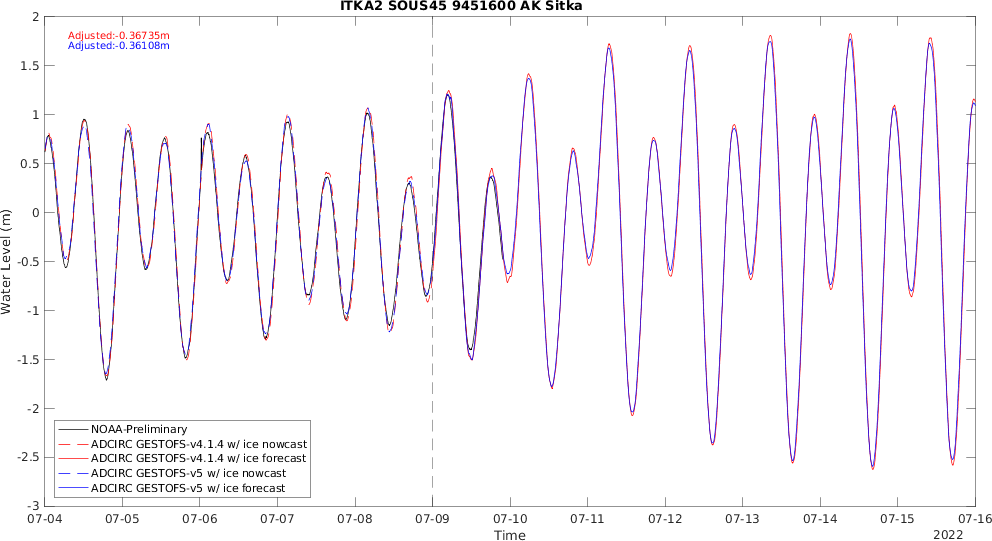 ITKA2 SOUS45 9451600 AK Sitka
2
Adjusted:-0.36735m
Adjusted:-0.36108m
1.5
1
0.5
0
-0.5
-1
-1.5
-2
-2.5
-3
Water Level (m)
NOAA-Preliminary
ADCIRC GESTOFS-v4.1.4 w/ ice nowcast
ADCIRC GESTOFS-v4.1.4 w/ ice forecast
ADCIRC GESTOFS-v5 w/ ice nowcast
ADCIRC GESTOFS-v5 w/ ice forecast
07-04 07-05 07-06 07-07 07-08 07-09 07-10 07-11 07-12 07-13 07-14 07-15 07-16
Time
2022